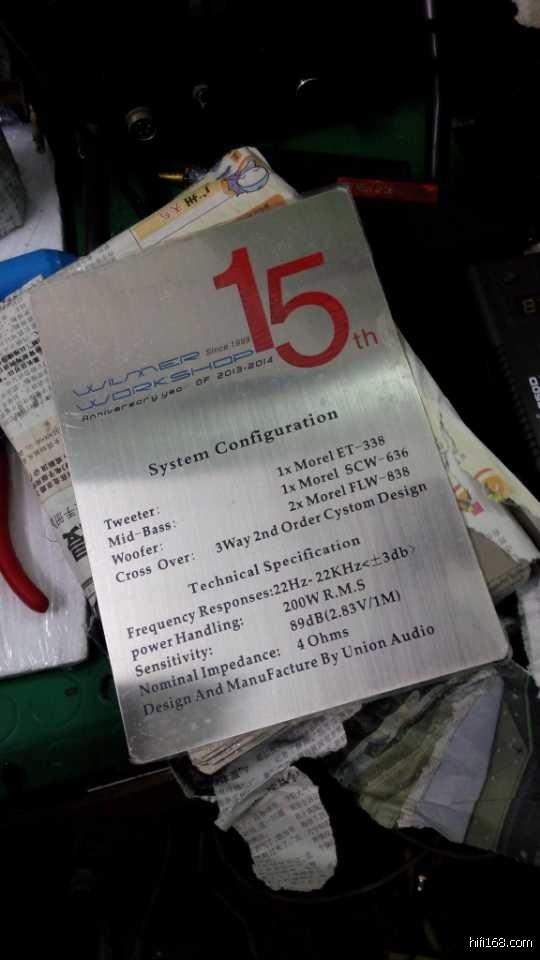 15th
WILMER Since 1999
WORKSHOP
Anniversary year OF 2013-2014
System Configuration
Tweeter: 1x Morel ET-338
Mid-Bass: 1x Morel SCW-636
Woofer: 2x Morel FLW-838
Cross Over: 3Way 2nd Order Cystom Design
Technical Specification
Frequency Responses:22Hz-22KHz<±3db>
power Handling: 200W R.M.S
Sensitivity: 89dB(2.83V/1M)
Nominal Impedance: 4 Ohms
Design And ManuFacture By Union Audio
hifi168.com